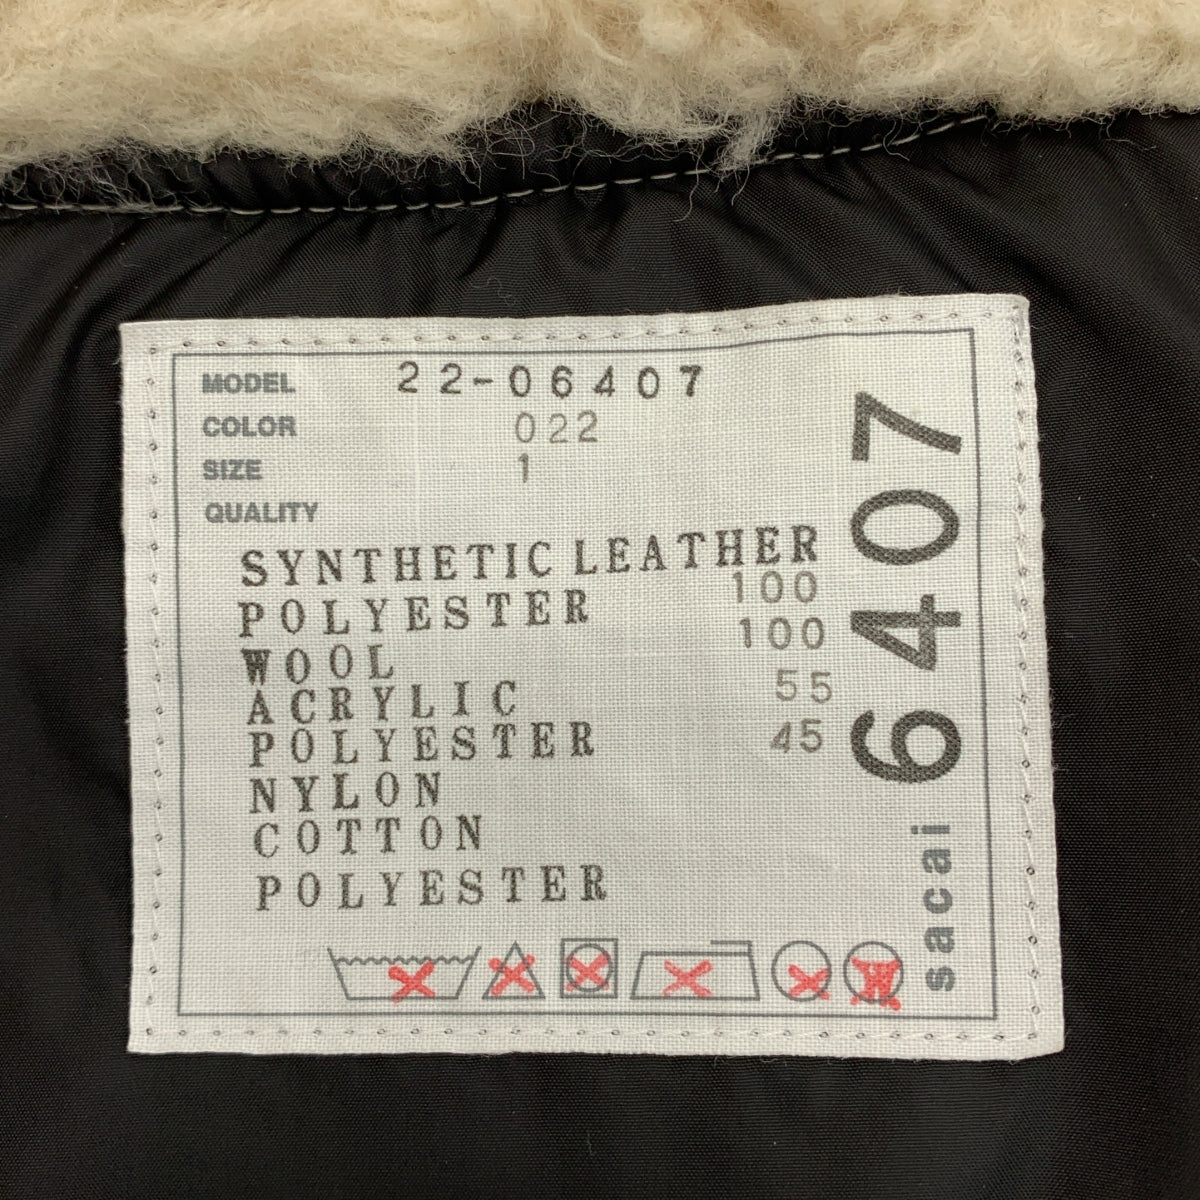 MODEL 22-06407
COLOR 022
SIZE 1
QUALITY
SYNTHETIC LEATHER
POLYESTER 100
WOOL 100
ACRYLIC 55
POLYESTER 45
NYLON
COTTON
POLYESTER
W
sacai 6407